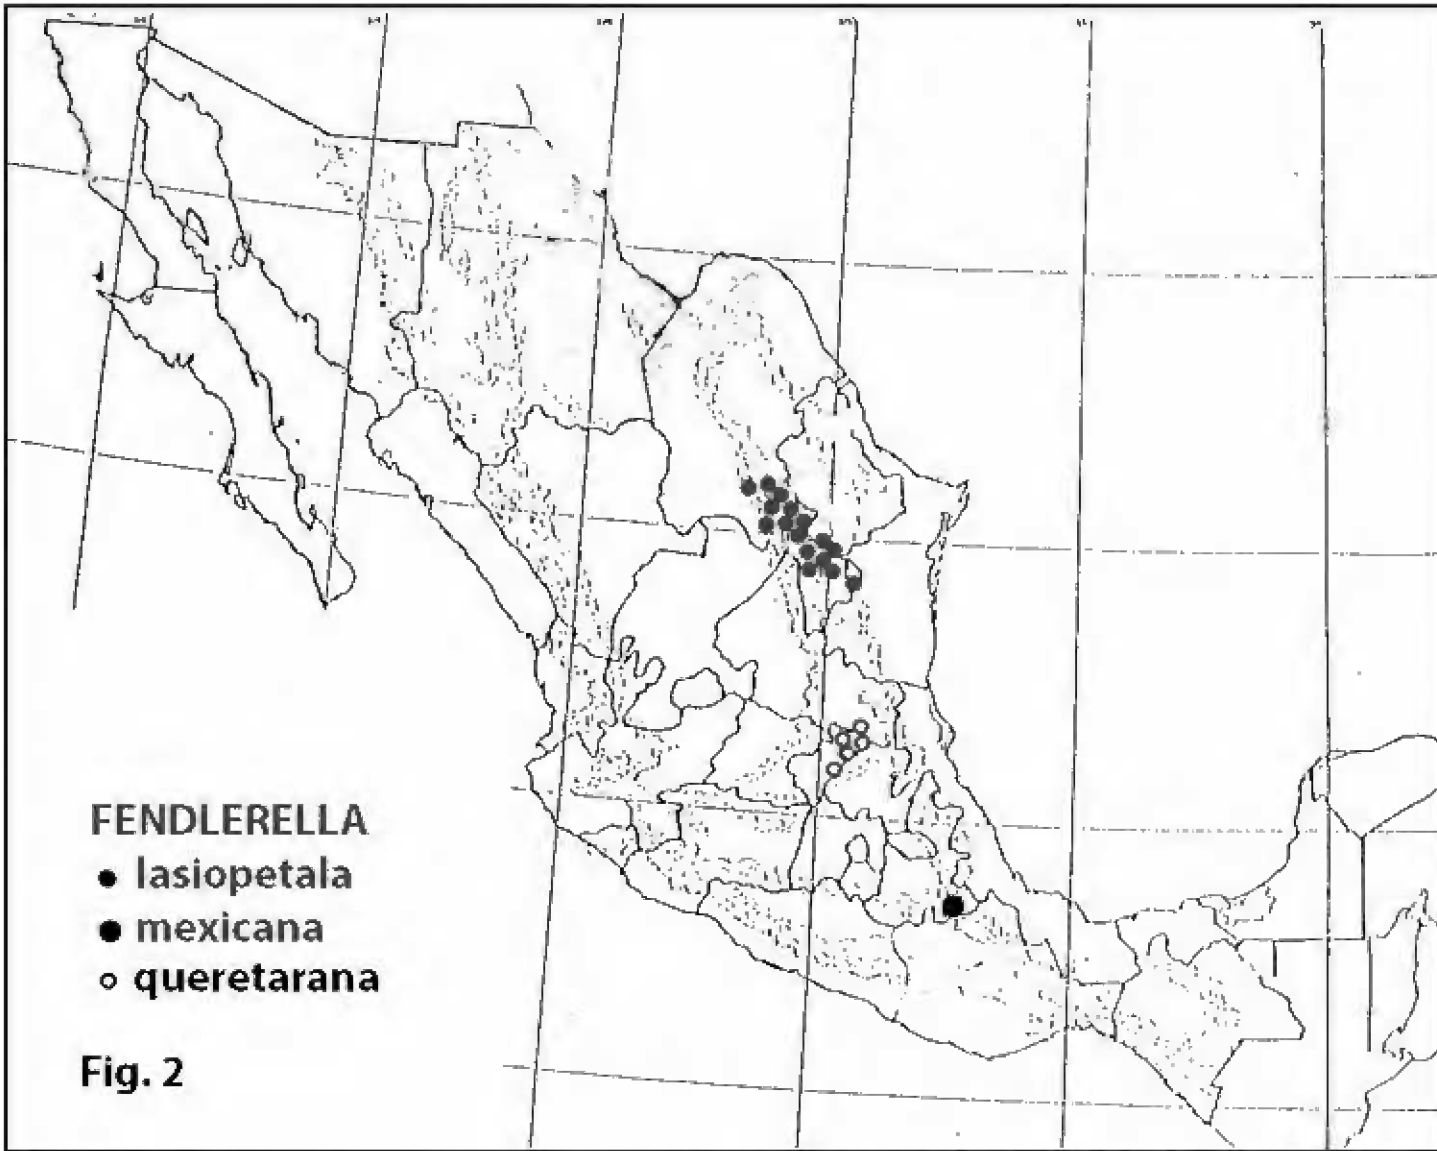 FENDLERELLA
● lasiopetala
● mexicana
○ queretarana
Fig. 2